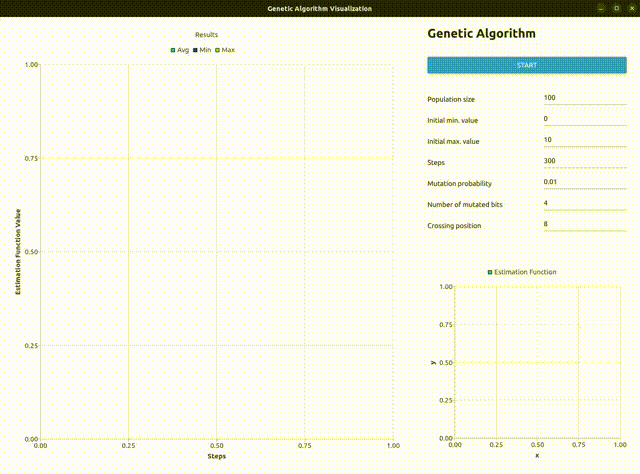 Genetic Algorithm Visualization
Results
Avg Min Max
1.00
0.75
0.50
0.25
0.00
Estimation Function Value
0.00 0.25 0.50 0.75 1.00
Steps
Genetic Algorithm
START
Population size 100
Initial min. value 0
Initial max. value 10
Steps 300
Mutation probability 0.01
Number of mutated bits 4
Crossing position 8
Estimation Function
1.00
0.75
0.50
0.25
0.00
y
0.00 0.25 0.50 0.75 1.00
x